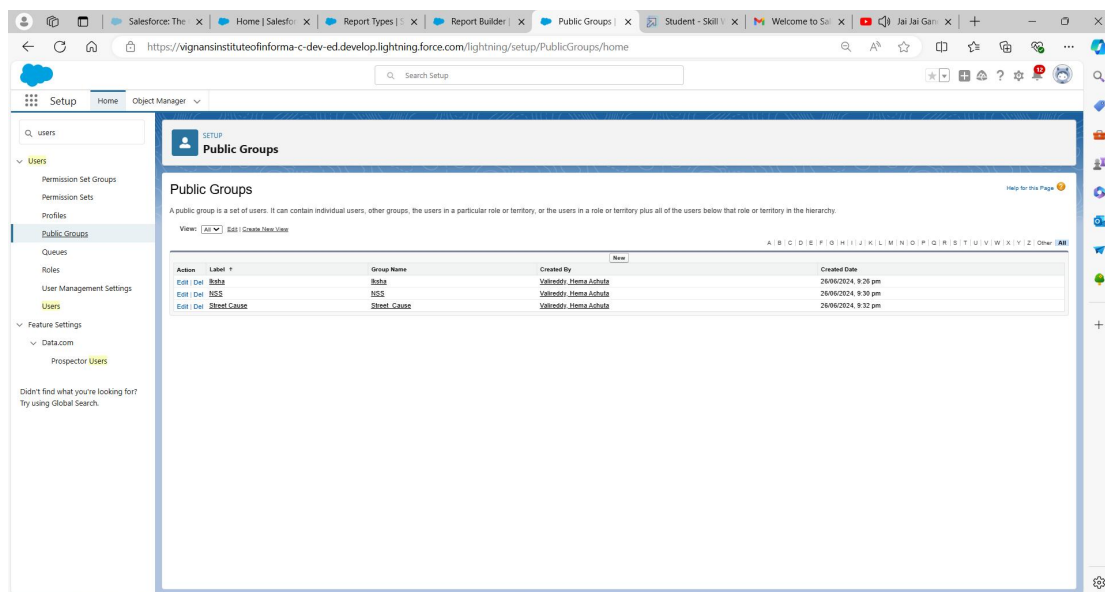 Salesforce: The
Home | Salesfor
Report Types | S
Report Builder |
Public Groups |
Student - Skill V
Welcome to Sal
Jai Jai Gan
https://vignansinstituteofinforma-c-dev-ed.develop.lightning.force.com/lightning/setup/PublicGroups/home
Search Setup
12
Setup Home Object Manager
users
Users
Permission Set Groups
Permission Sets
Profiles
Public Groups
Queues
Roles
User Management Settings
Users
Feature Settings
Data.com
Prospector Users
Didn't find what you're looking for?
Try using Global Search.
SETUP
Public Groups
Public Groups
Help for this Page
A public group is a set of users. It can contain individual users, other groups, the users in a particular role or territory, or the users in a role or territory plus all of the users below that role or territory in the hierarchy.
View: All Edit | Create New View
A | B | C | D | E | F | G | H | I | J | K | L | M | N | O | P | Q | R | S | T | U | V | W | X | Y | Z | Other All
New
Action Label ↑ Group Name Created By Created Date
Edit | Del Iksha Iksha Valireddy, Hema Achuta 26/06/2024, 9:26 pm
Edit | Del NSS NSS Valireddy, Hema Achuta 26/06/2024, 9:30 pm
Edit | Del Street Cause Street_Cause Valireddy, Hema Achuta 26/06/2024, 9:32 pm